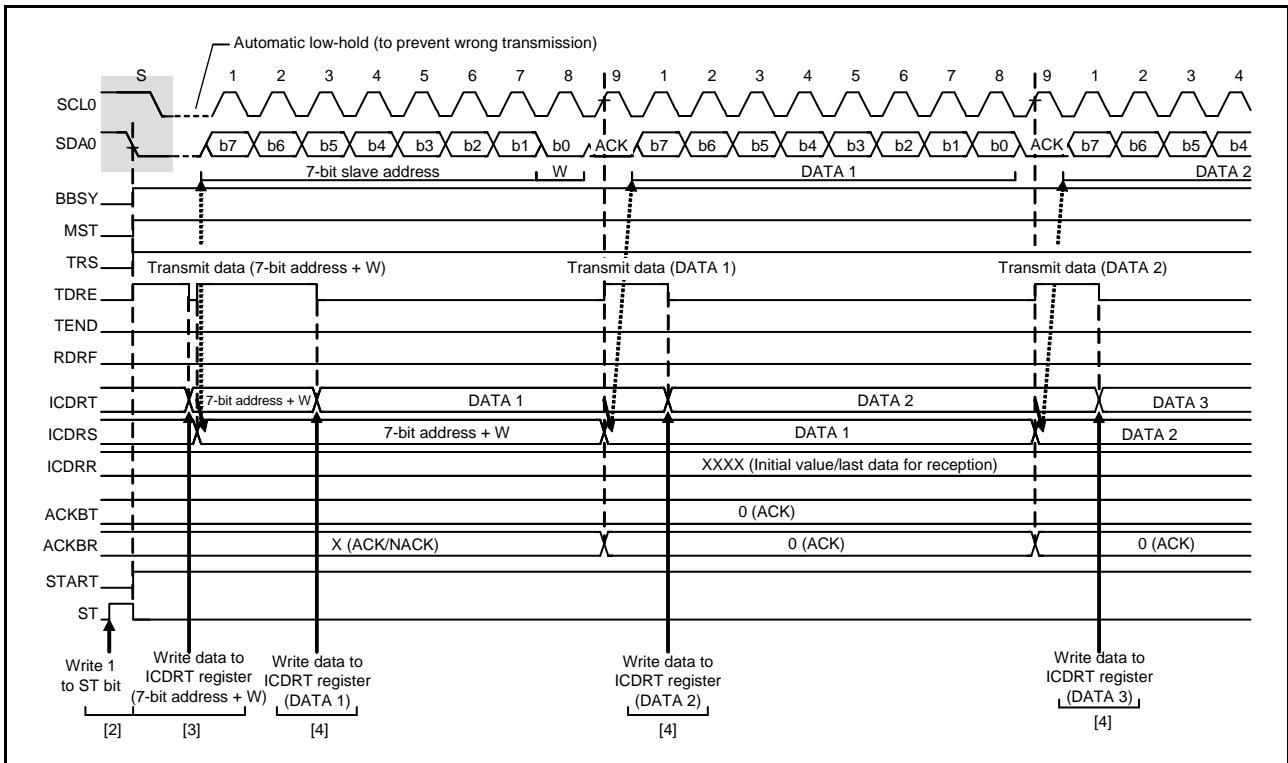 Automatic low-hold (to prevent wrong transmission)
S 1 2 3 4 5 6 7 8 9 1 2 3 4 5 6 7 8 9 1 2 3 4
SCL0
SDA0 b7 b6 b5 b4 b3 b2 b1 b0 ACK b7 b6 b5 b4 b3 b2 b1 b0 ACK b7 b6 b5 b4
7-bit slave address W DATA 1 DATA 2
BBSY
MST
TRS
Transmit data (7-bit address + W) Transmit data (DATA 1) Transmit data (DATA 2)
TDRE
TEND
RDRF
ICDRT 7-bit address + W DATA 1 DATA 2 DATA 3
ICDRS 7-bit address + W DATA 1 DATA 2
ICDRR XXXX (Initial value/last data for reception)
ACKBT 0 (ACK)
ACKBR X (ACK/NACK) 0 (ACK) 0 (ACK)
START
ST
Write 1
to ST bit
[2]
Write data to
ICDRT register
(7-bit address + W)
[3]
Write data to
ICDRT register
(DATA 1)
[4]
Write data to
ICDRT register
(DATA 2)
[4]
Write data to
ICDRT register
(DATA 3)
[4]